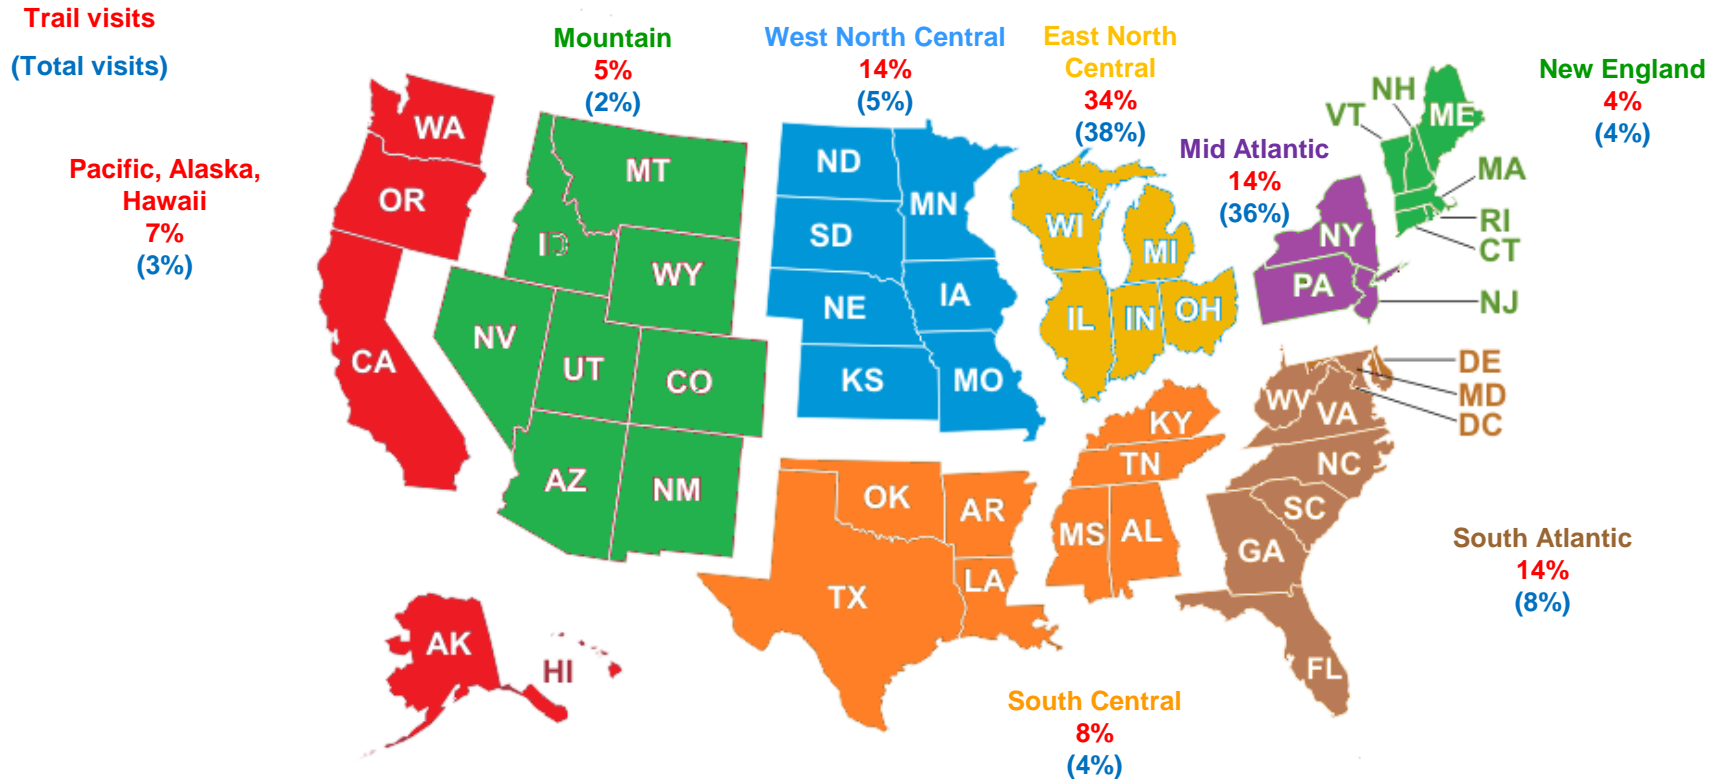 Trail visits
(Total visits)
Mountain
5%
(2%)
West North Central
14%
(5%)
East North
Central
34%
(38%)
New England
4%
(4%)
Mid Atlantic
14%
(36%)
Pacific, Alaska,
Hawaii
7%
(3%)
WA
OR
CA
MT
ID
WY
NV
UT
CO
AZ
NM
ND
MN
SD
NE
IA
KS
MO
WI
MI
IL
IN
OH
NY
PA
NH
VT
ME
MA
RI
CT
NJ
DE
MD
DC
WV
VA
NC
SC
GA
FL
KY
TN
MS
AL
OK
AR
TX
LA
AK
HI
South Atlantic
14%
(8%)
South Central
8%
(4%)